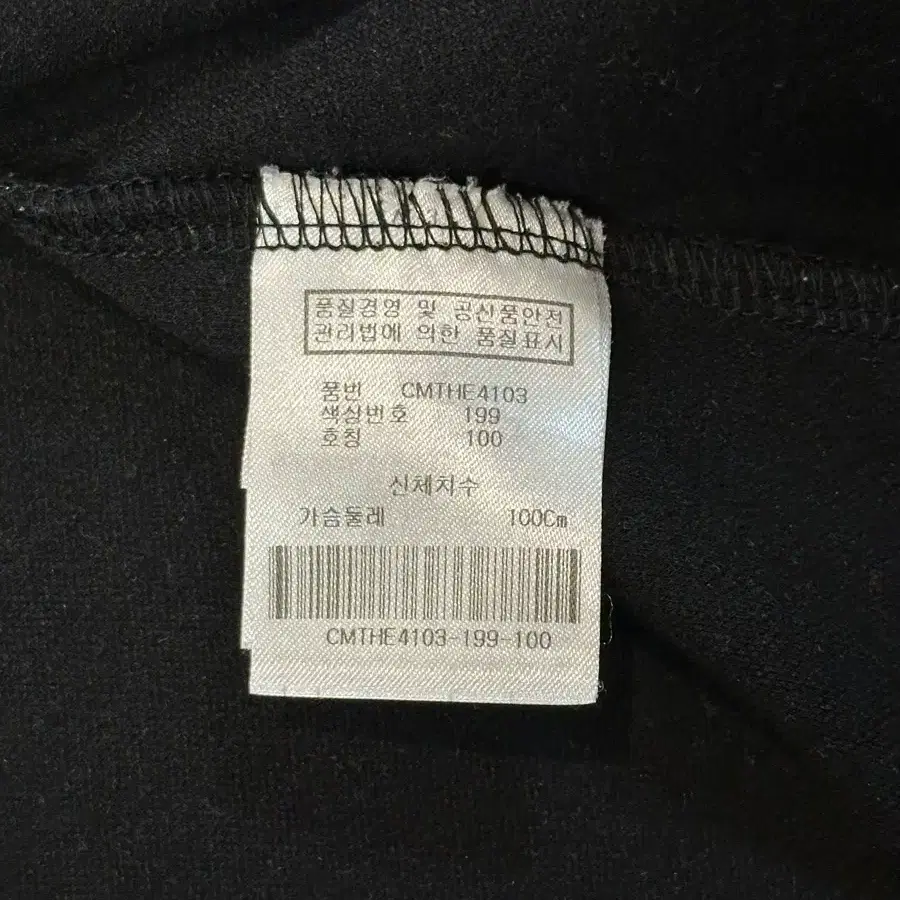 품질경영 및 공산품안전
관리법에 의한 품질표시
품번 CMTHE4103
색상번호 199
호칭 100
신체치수
가슴둘레 100Cm
CMTHE4103-199-100